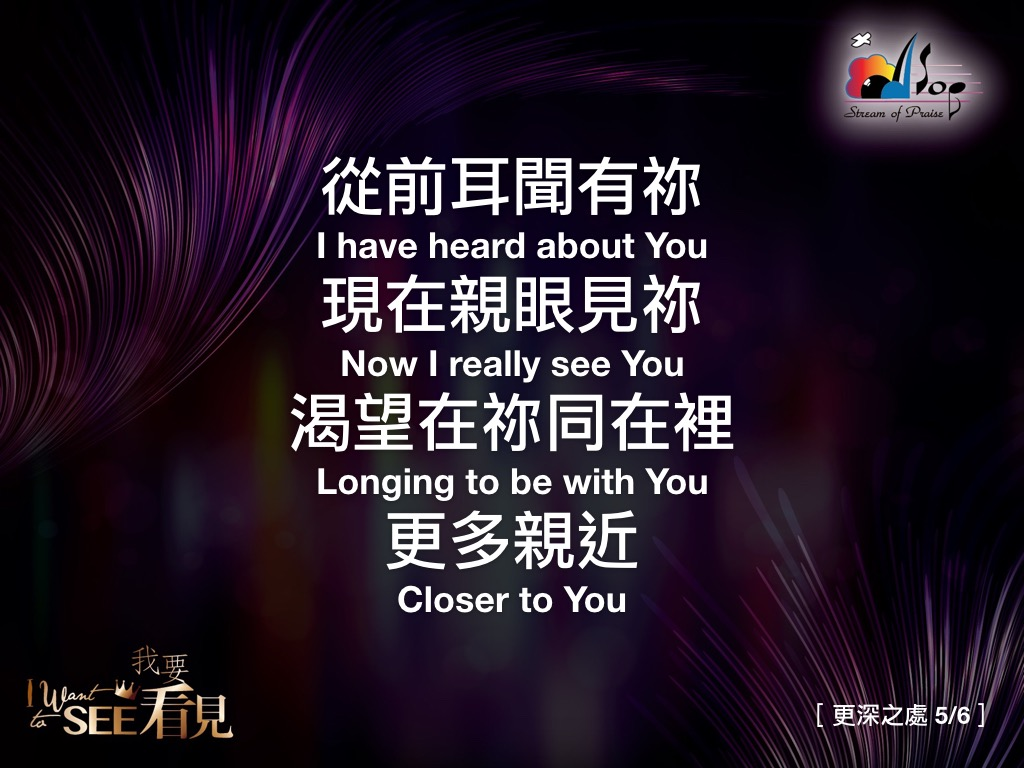 SOP
Stream of Praise
從前耳聞有祢
I have heard about You
現在親眼見祢
Now I really see You
渴望在祢同在裡
Longing to be with You
更多親近
Closer to You
我要
I Want
to SEE 看見
[ 更深之處 5/6 ]